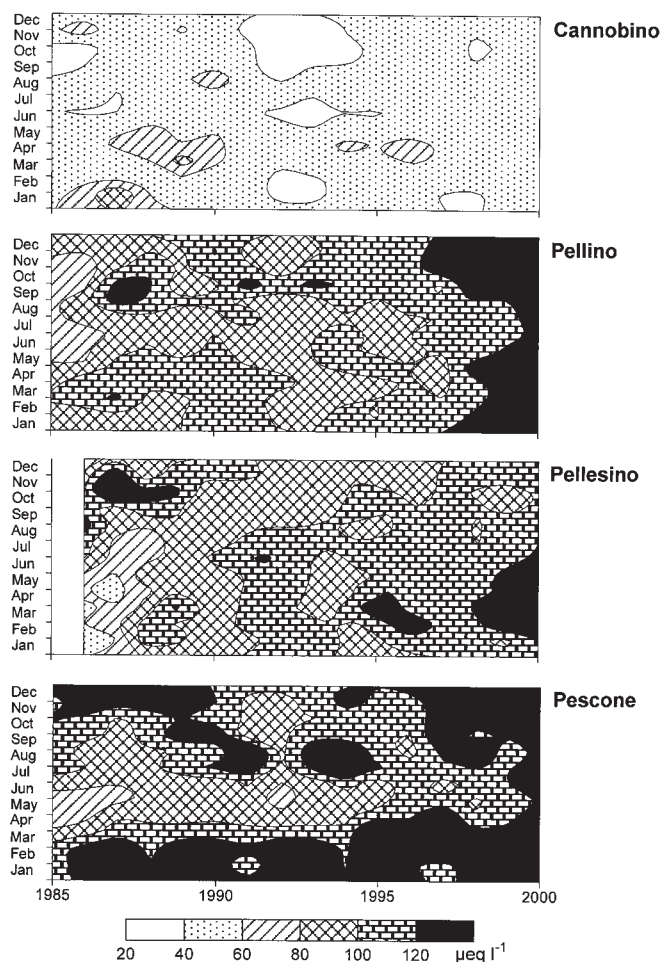 Cannobino
Dec
Nov
Oct
Sep
Aug
Jul
Jun
May
Apr
Mar
Feb
Jan
Pellino
Dec
Nov
Oct
Sep
Aug
Jul
Jun
May
Apr
Mar
Feb
Jan
Pellesino
Dec
Nov
Oct
Sep
Aug
Jul
Jun
May
Apr
Mar
Feb
Jan
Pescone
Dec
Nov
Oct
Sep
Aug
Jul
Jun
May
Apr
Mar
Feb
Jan
1985 1990 1995 2000
20 40 60 80 100 120 µeq l⁻¹